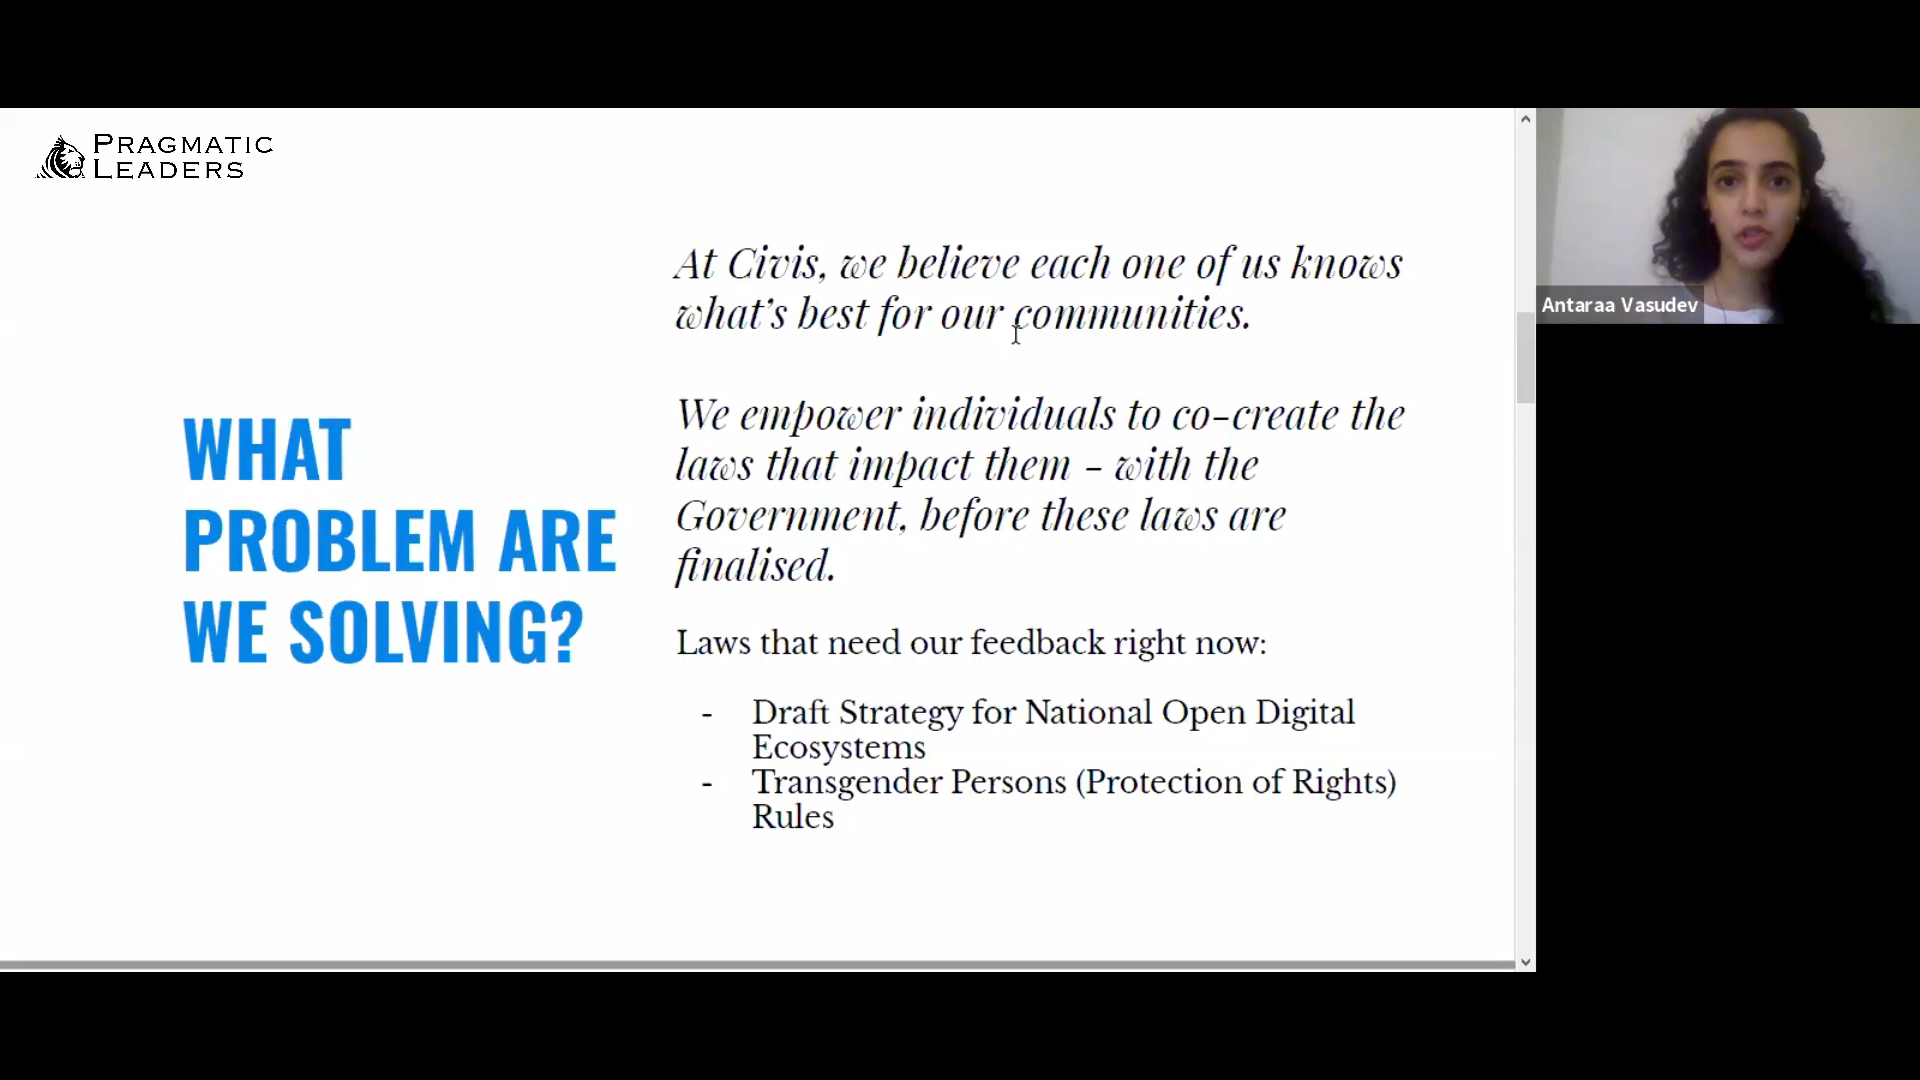 PRAGMATIC
LEADERS
WHAT
PROBLEM ARE
WE SOLVING?
At Civis, we believe each one of us knows
what's best for our communities.
We empower individuals to co-create the
laws that impact them - with the
Government, before these laws are
finalised.
Laws that need our feedback right now:
- Draft Strategy for National Open Digital
Ecosystems
- Transgender Persons (Protection of Rights)
Rules
Antaraa Vasudev